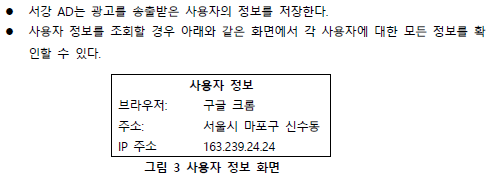 ● 서강 AD는 광고를 송출받은 사용자의 정보를 저장한다.
● 사용자 정보를 조회할 경우 아래와 같은 화면에서 각 사용자에 대한 모든 정보를 확
인할 수 있다.
사용자 정보
브라우저: 구글 크롬
주소: 서울시 마포구 신수동
IP 주소 163.239.24.24
그림 3 사용자 정보 화면